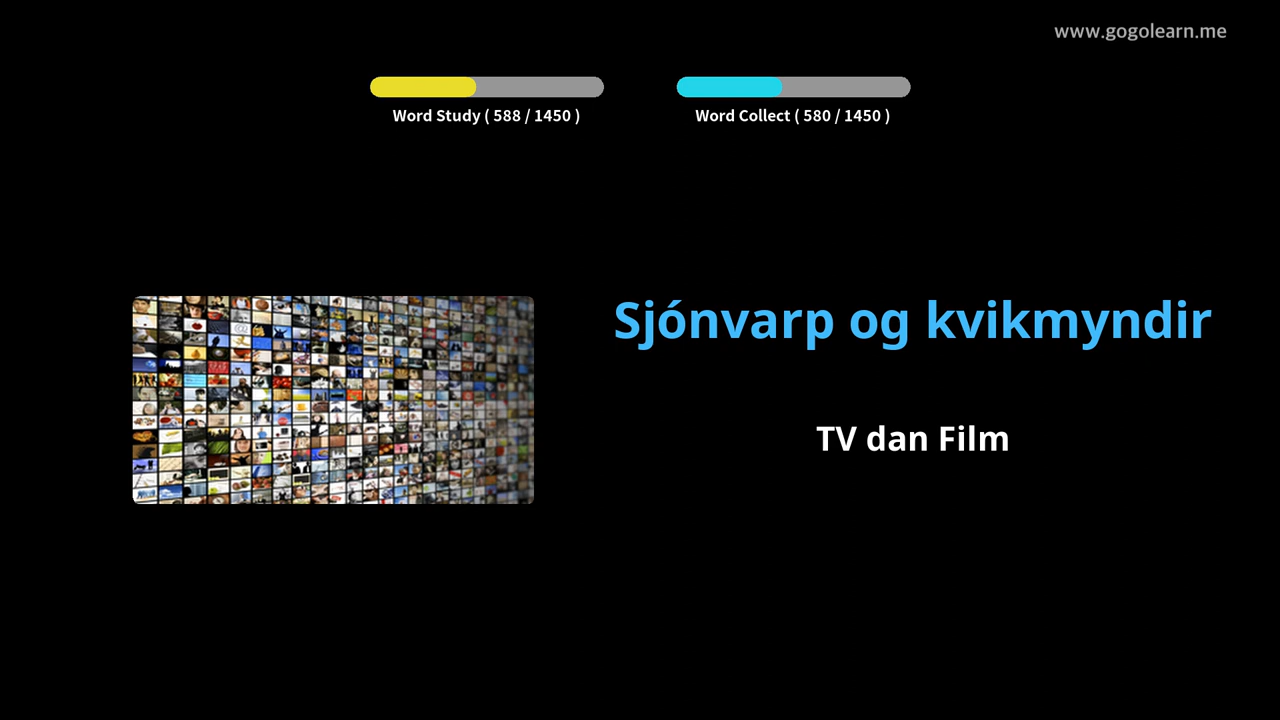 www.gogolearn.me
Word Study ( 588 / 1450 )
Word Collect ( 580 / 1450 )
Sjónvarp og kvikmyndir
TV dan Film